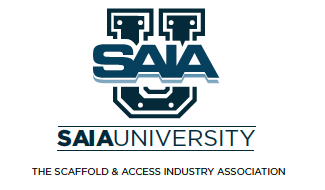 U
SAIA
SAIAUNIVERSITY
THE SCAFFOLD & ACCESS INDUSTRY ASSOCIATION